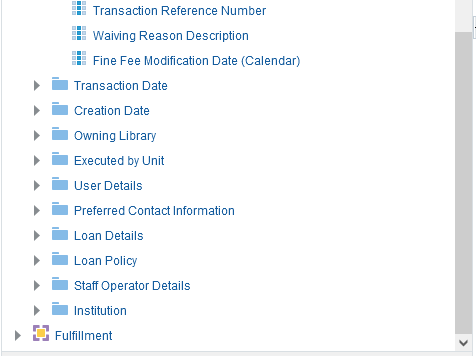 Transaction Reference Number
Waiving Reason Description
Fine Fee Modification Date (Calendar)
Transaction Date
Creation Date
Owning Library
Executed by Unit
User Details
Preferred Contact Information
Loan Details
Loan Policy
Staff Operator Details
Institution
Fulfillment